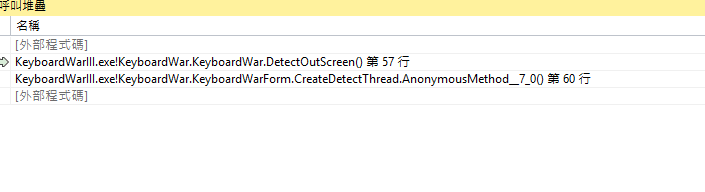 呼叫堆疊
名稱
[外部程式碼]
KeyboardWarIII.exe!KeyboardWar.KeyboardWar.DetectOutScreen() 第 57 行
KeyboardWarIII.exe!KeyboardWar.KeyboardWarForm.CreateDetectThread.AnonymousMethod__7_0() 第 60 行
[外部程式碼]